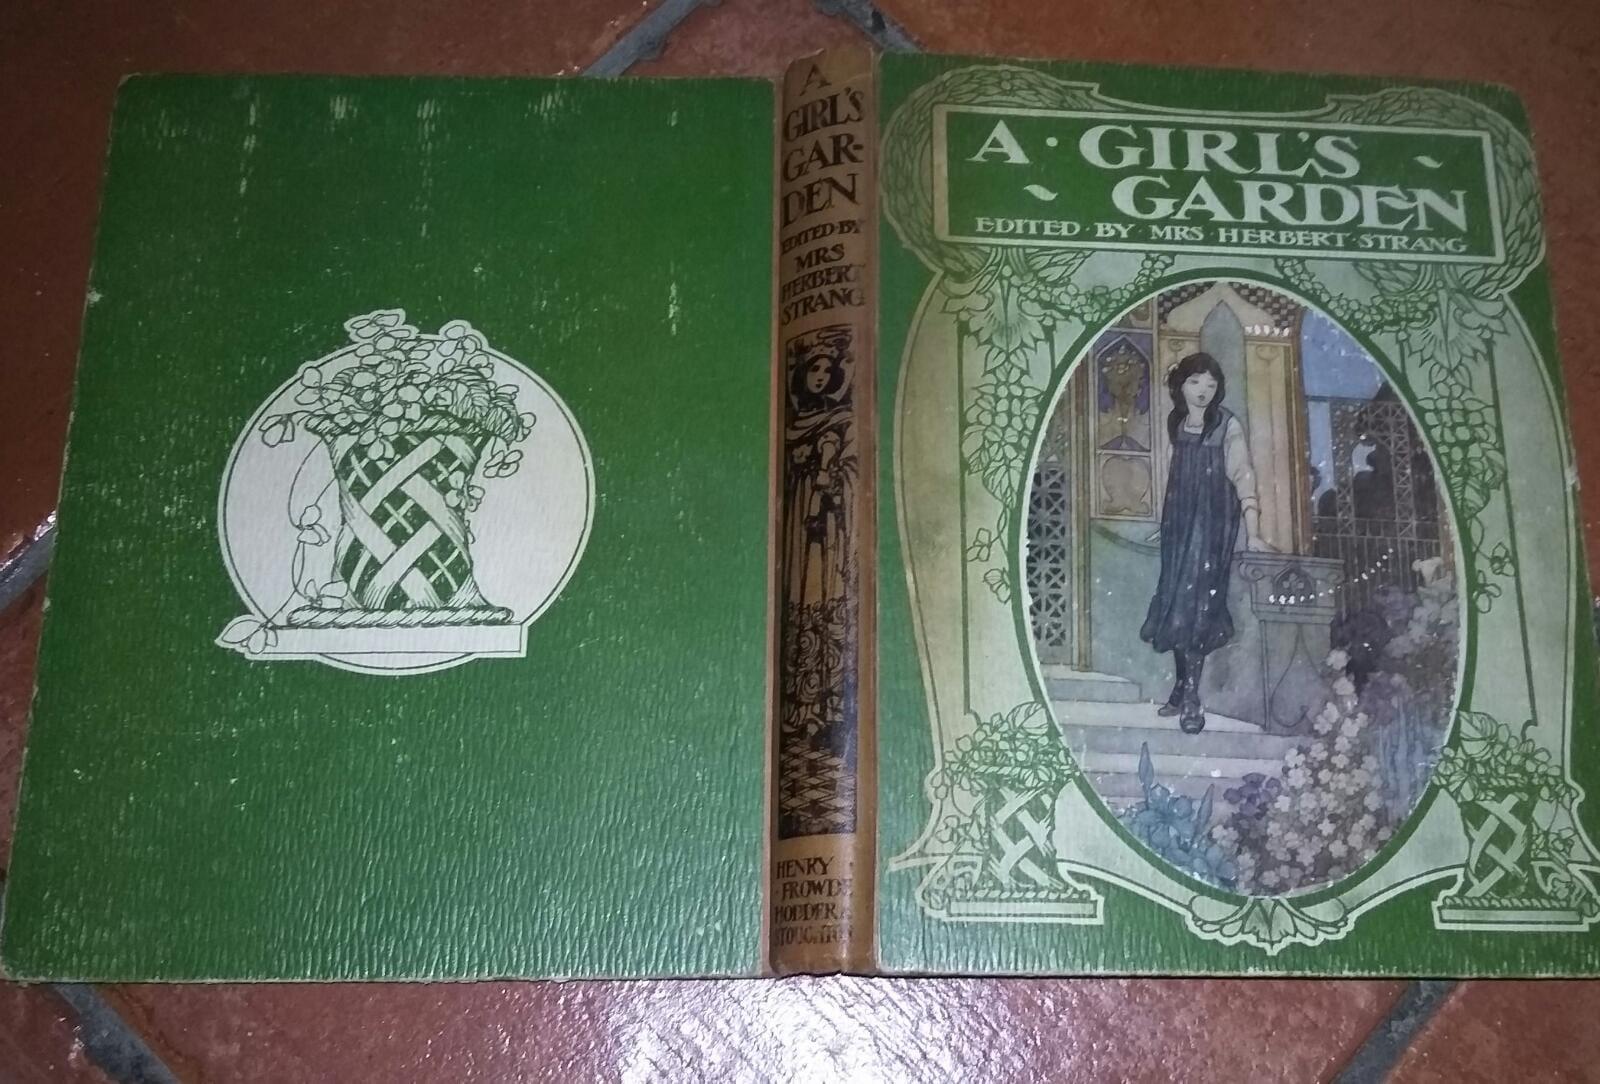 A
GIRL'S
GAR-
DEN
EDITED·BY
MRS
HERBERT
STRANG
HENRY
·FROWDE
HODDER &
STOUGHTON
A · GIRL'S
GARDEN
EDITED · BY · MRS · HERBERT · STRANG